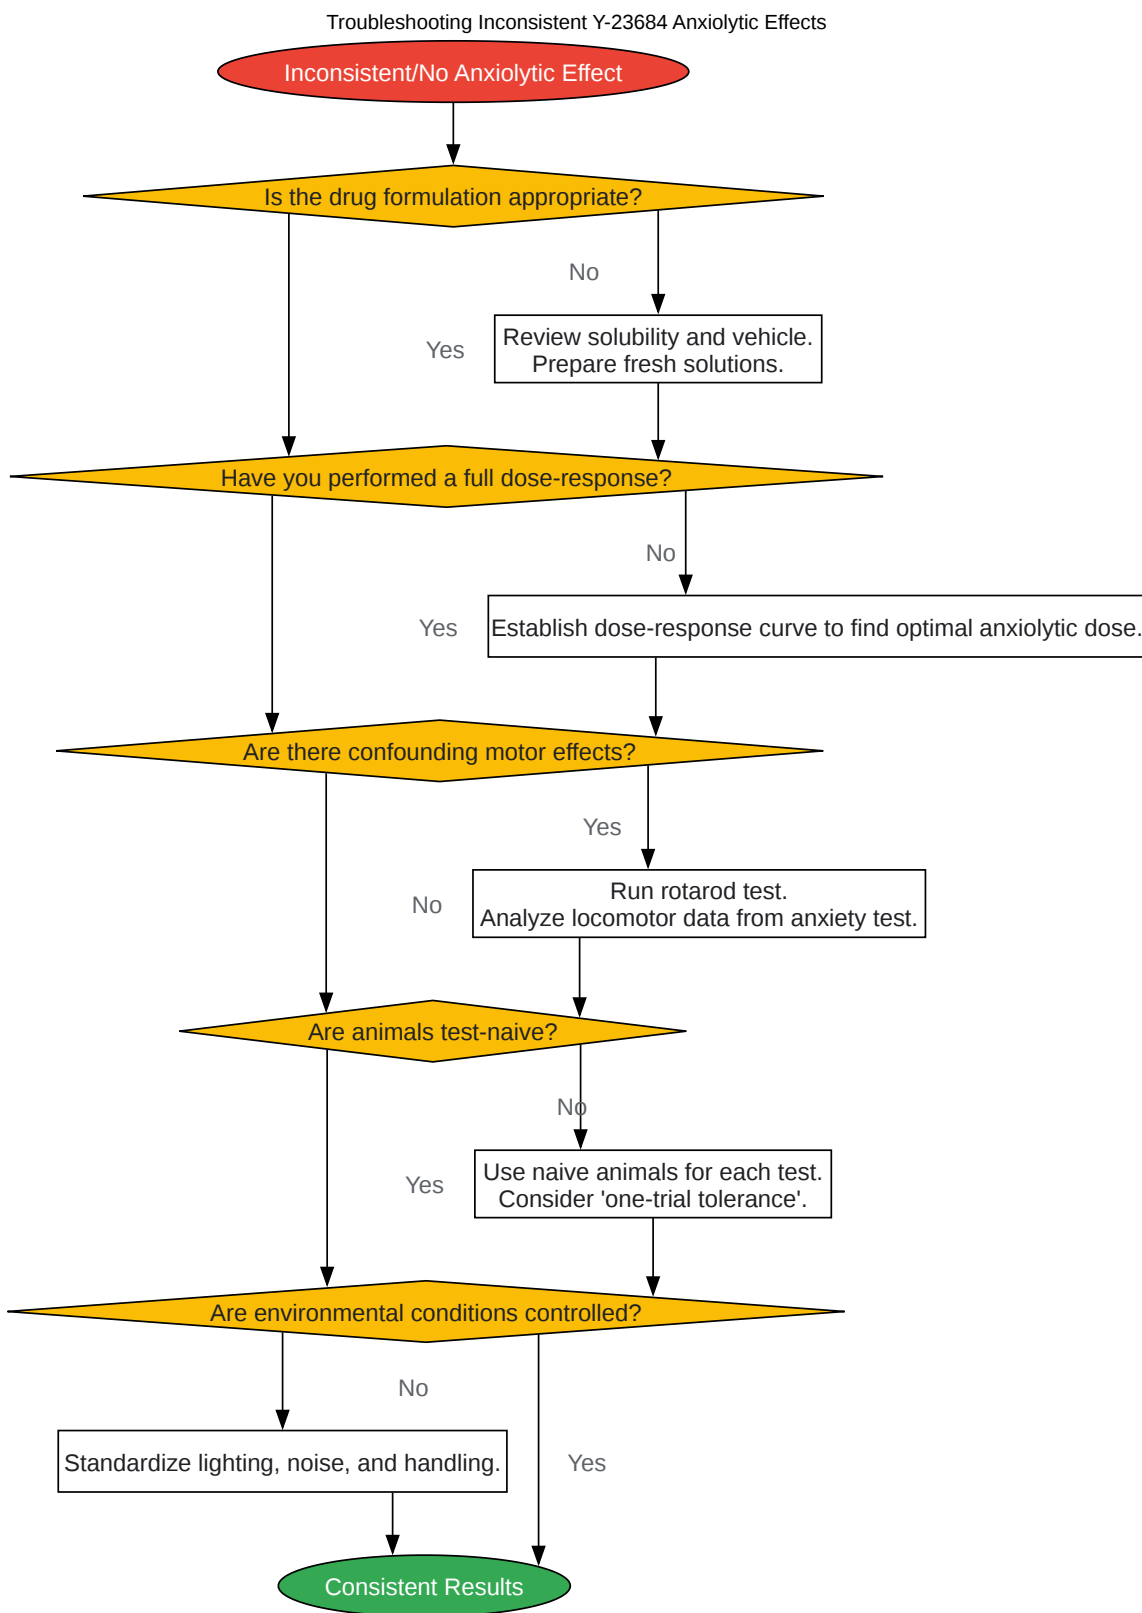 Troubleshooting Inconsistent Y-23684 Anxiolytic Effects
Inconsistent/No Anxiolytic Effect
Is the drug formulation appropriate?
No
Yes
Review solubility and vehicle.
Prepare fresh solutions.
Have you performed a full dose-response?
No
Yes
Establish dose-response curve to find optimal anxiolytic dose.
Are there confounding motor effects?
Yes
No
Run rotarod test.
Analyze locomotor data from anxiety test.
Are animals test-naive?
No
Yes
Use naive animals for each test.
Consider 'one-trial tolerance'.
Are environmental conditions controlled?
No
Standardize lighting, noise, and handling.
Yes
Consistent Results